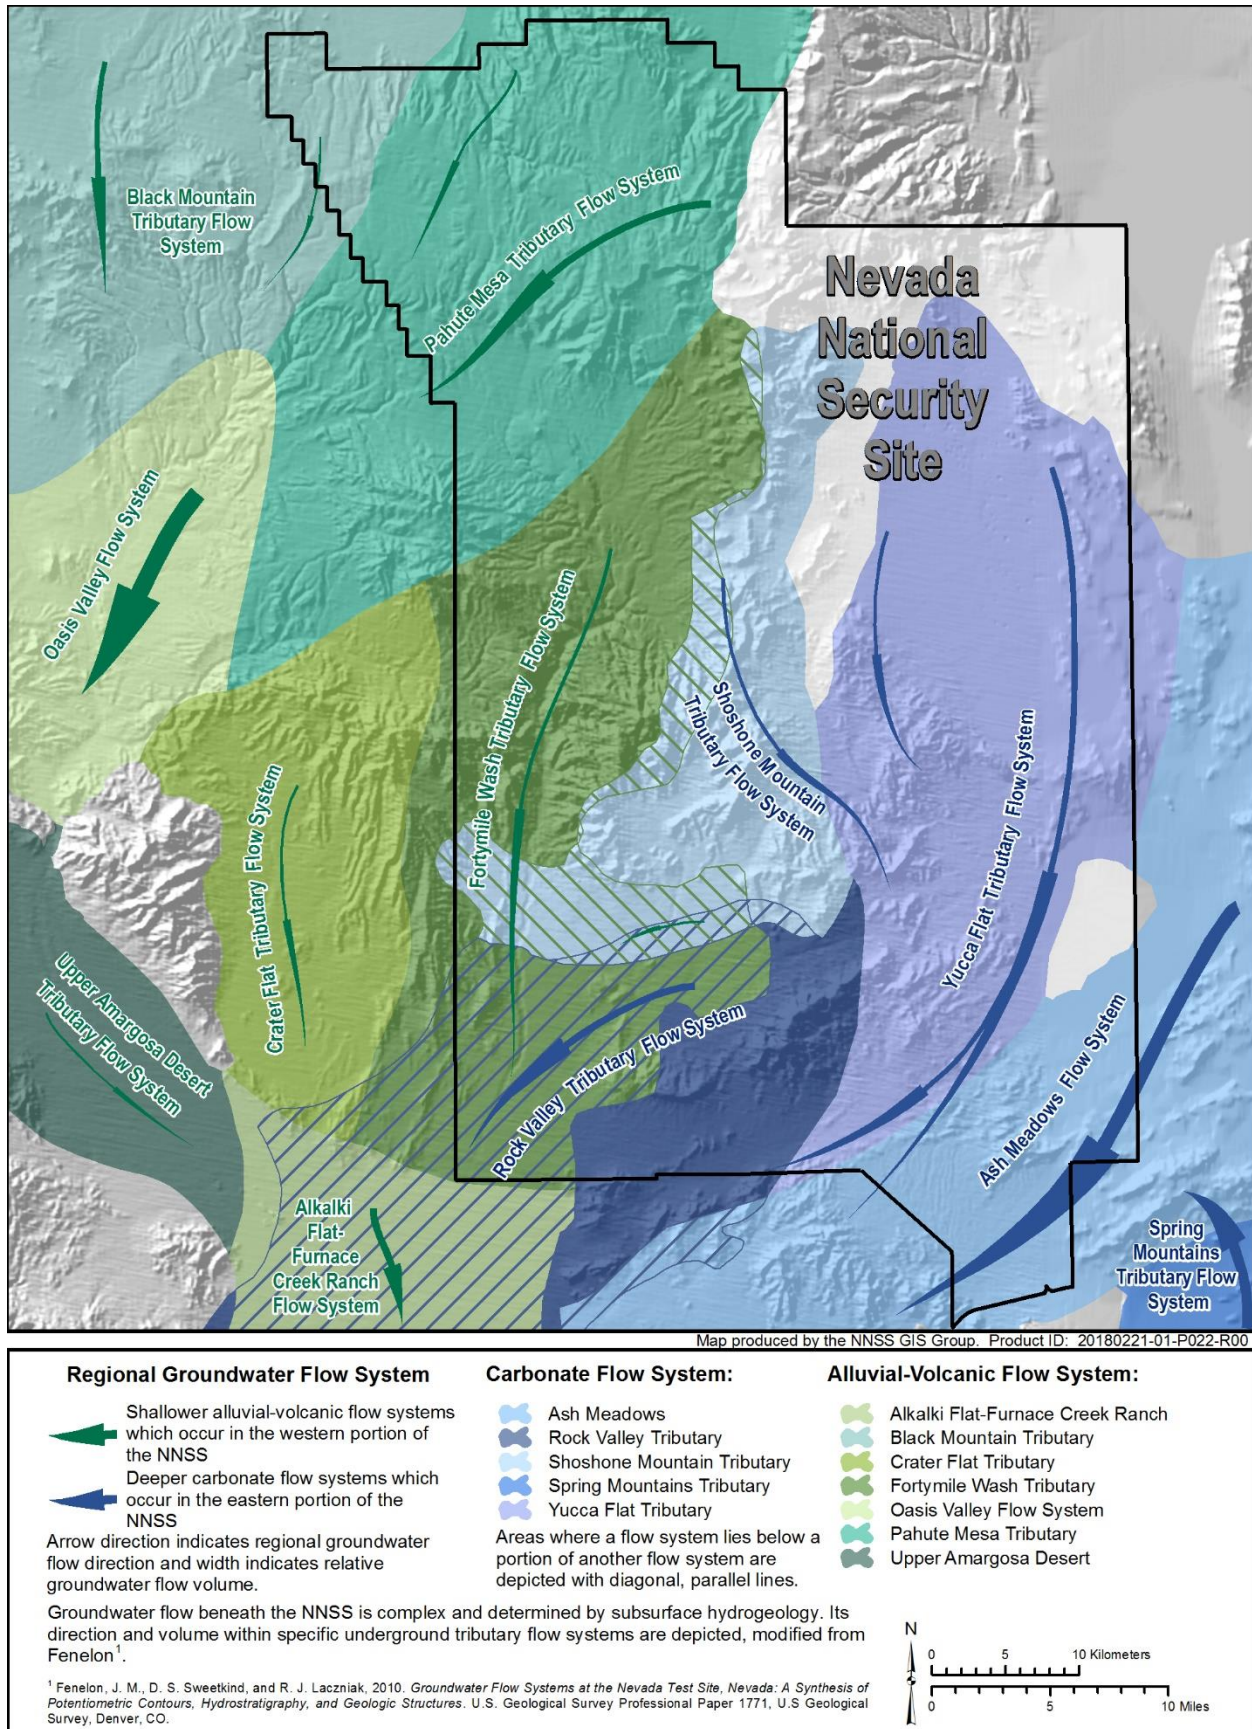 Black Mountain
Tributary Flow
System
Pahute Mesa Tributary Flow System
Nevada
National
Security
Site
Oasis Valley Flow System
Fortymile Wash Tributary Flow System
Shoshone Mountain
Tributary Flow System
Crater Flat Tributary Flow System
Yucca Flat Tributary Flow System
Upper Amargosa Desert
Tributary Flow System
Rock Valley Tributary Flow System
Ash Meadows Flow System
Alkalki
Flat-
Furnace
Creek Ranch
Flow System
Spring
Mountains
Tributary Flow
System
Map produced by the NNSS GIS Group. Product ID: 20180221-01-P022-R00
Regional Groundwater Flow System
Shallower alluvial-volcanic flow systems
which occur in the western portion of
the NNSS
Deeper carbonate flow systems which
occur in the eastern portion of the
NNSS
Arrow direction indicates regional groundwater
flow direction and width indicates relative
groundwater flow volume.
Carbonate Flow System:
Ash Meadows
Rock Valley Tributary
Shoshone Mountain Tributary
Spring Mountains Tributary
Yucca Flat Tributary
Areas where a flow system lies below a
portion of another flow system are
depicted with diagonal, parallel lines.
Alluvial-Volcanic Flow System:
Alkalki Flat-Furnace Creek Ranch
Black Mountain Tributary
Crater Flat Tributary
Fortymile Wash Tributary
Oasis Valley Flow System
Pahute Mesa Tributary
Upper Amargosa Desert
Groundwater flow beneath the NNSS is complex and determined by subsurface hydrogeology. Its
direction and volume within specific underground tributary flow systems are depicted, modified from
Fenelon¹.
¹ Fenelon, J. M., D. S. Sweetkind, and R. J. Laczniak, 2010. Groundwater Flow Systems at the Nevada Test Site, Nevada: A Synthesis of
Potentiometric Contours, Hydrostratigraphy, and Geologic Structures. U.S. Geological Survey Professional Paper 1771, U.S Geological
Survey, Denver, CO.
N
0 5 10 Kilometers
0 5 10 Miles